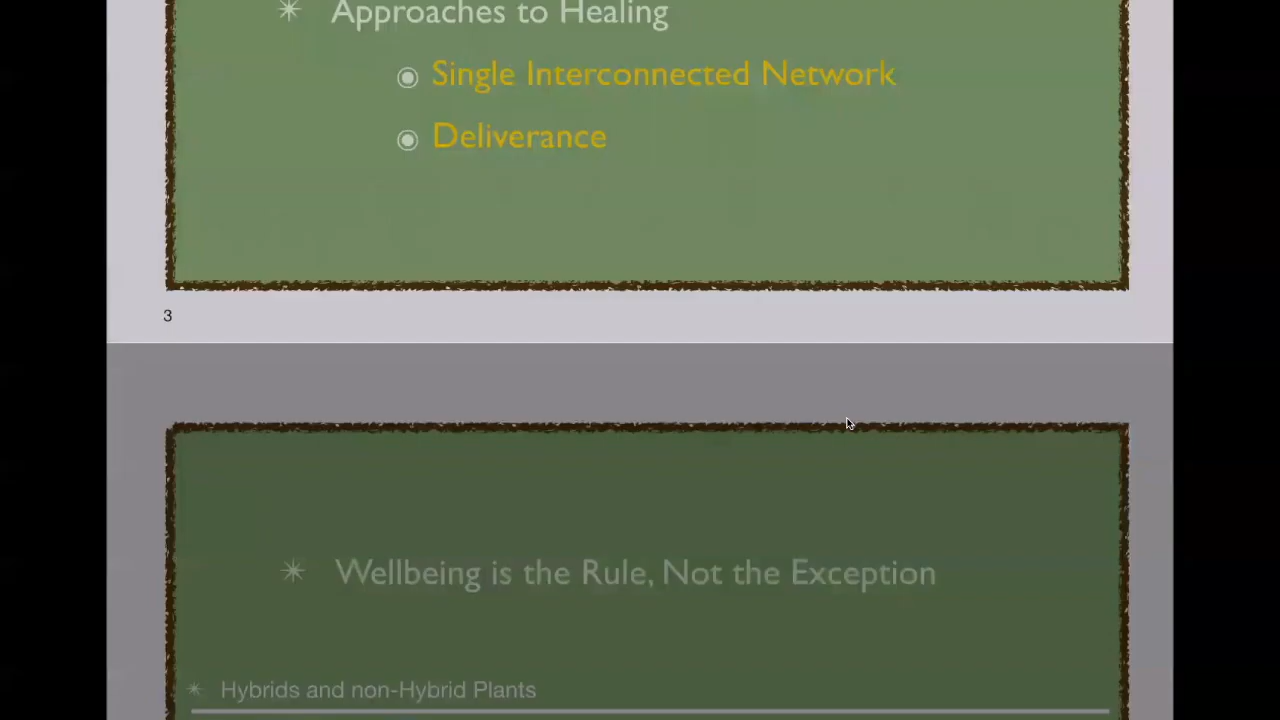 Approaches to Healing
Single Interconnected Network
Deliverance
3
Wellbeing is the Rule, Not the Exception
Hybrids and non-Hybrid Plants